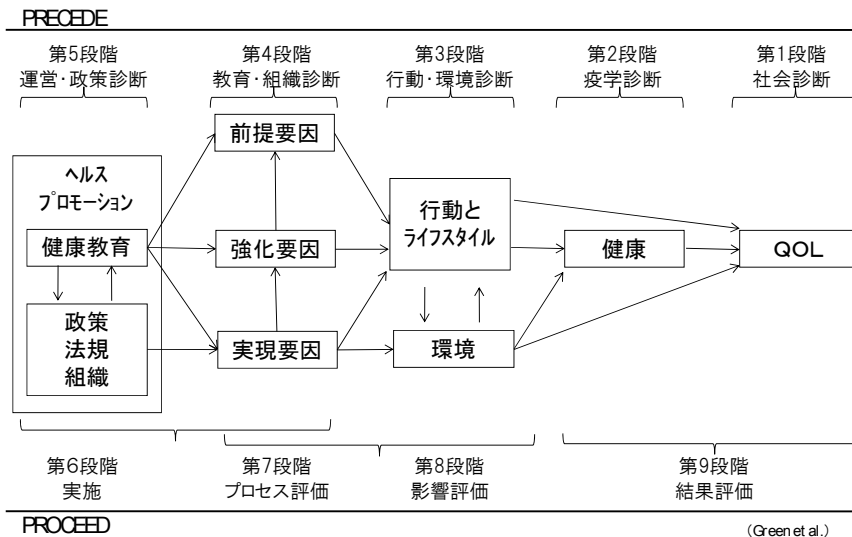 PRECEDE
第5段階
運営・政策診断
第4段階
教育・組織診断
第3段階
行動・環境診断
第2段階
疫学診断
第1段階
社会診断
ヘルス
プロモーション
健康教育
政策
法規
組織
前提要因
強化要因
実現要因
行動と
ライフスタイル
環境
健康
QOL
第6段階
実施
第7段階
プロセス評価
第8段階
影響評価
第9段階
結果評価
PROCEED
(Green et al.)